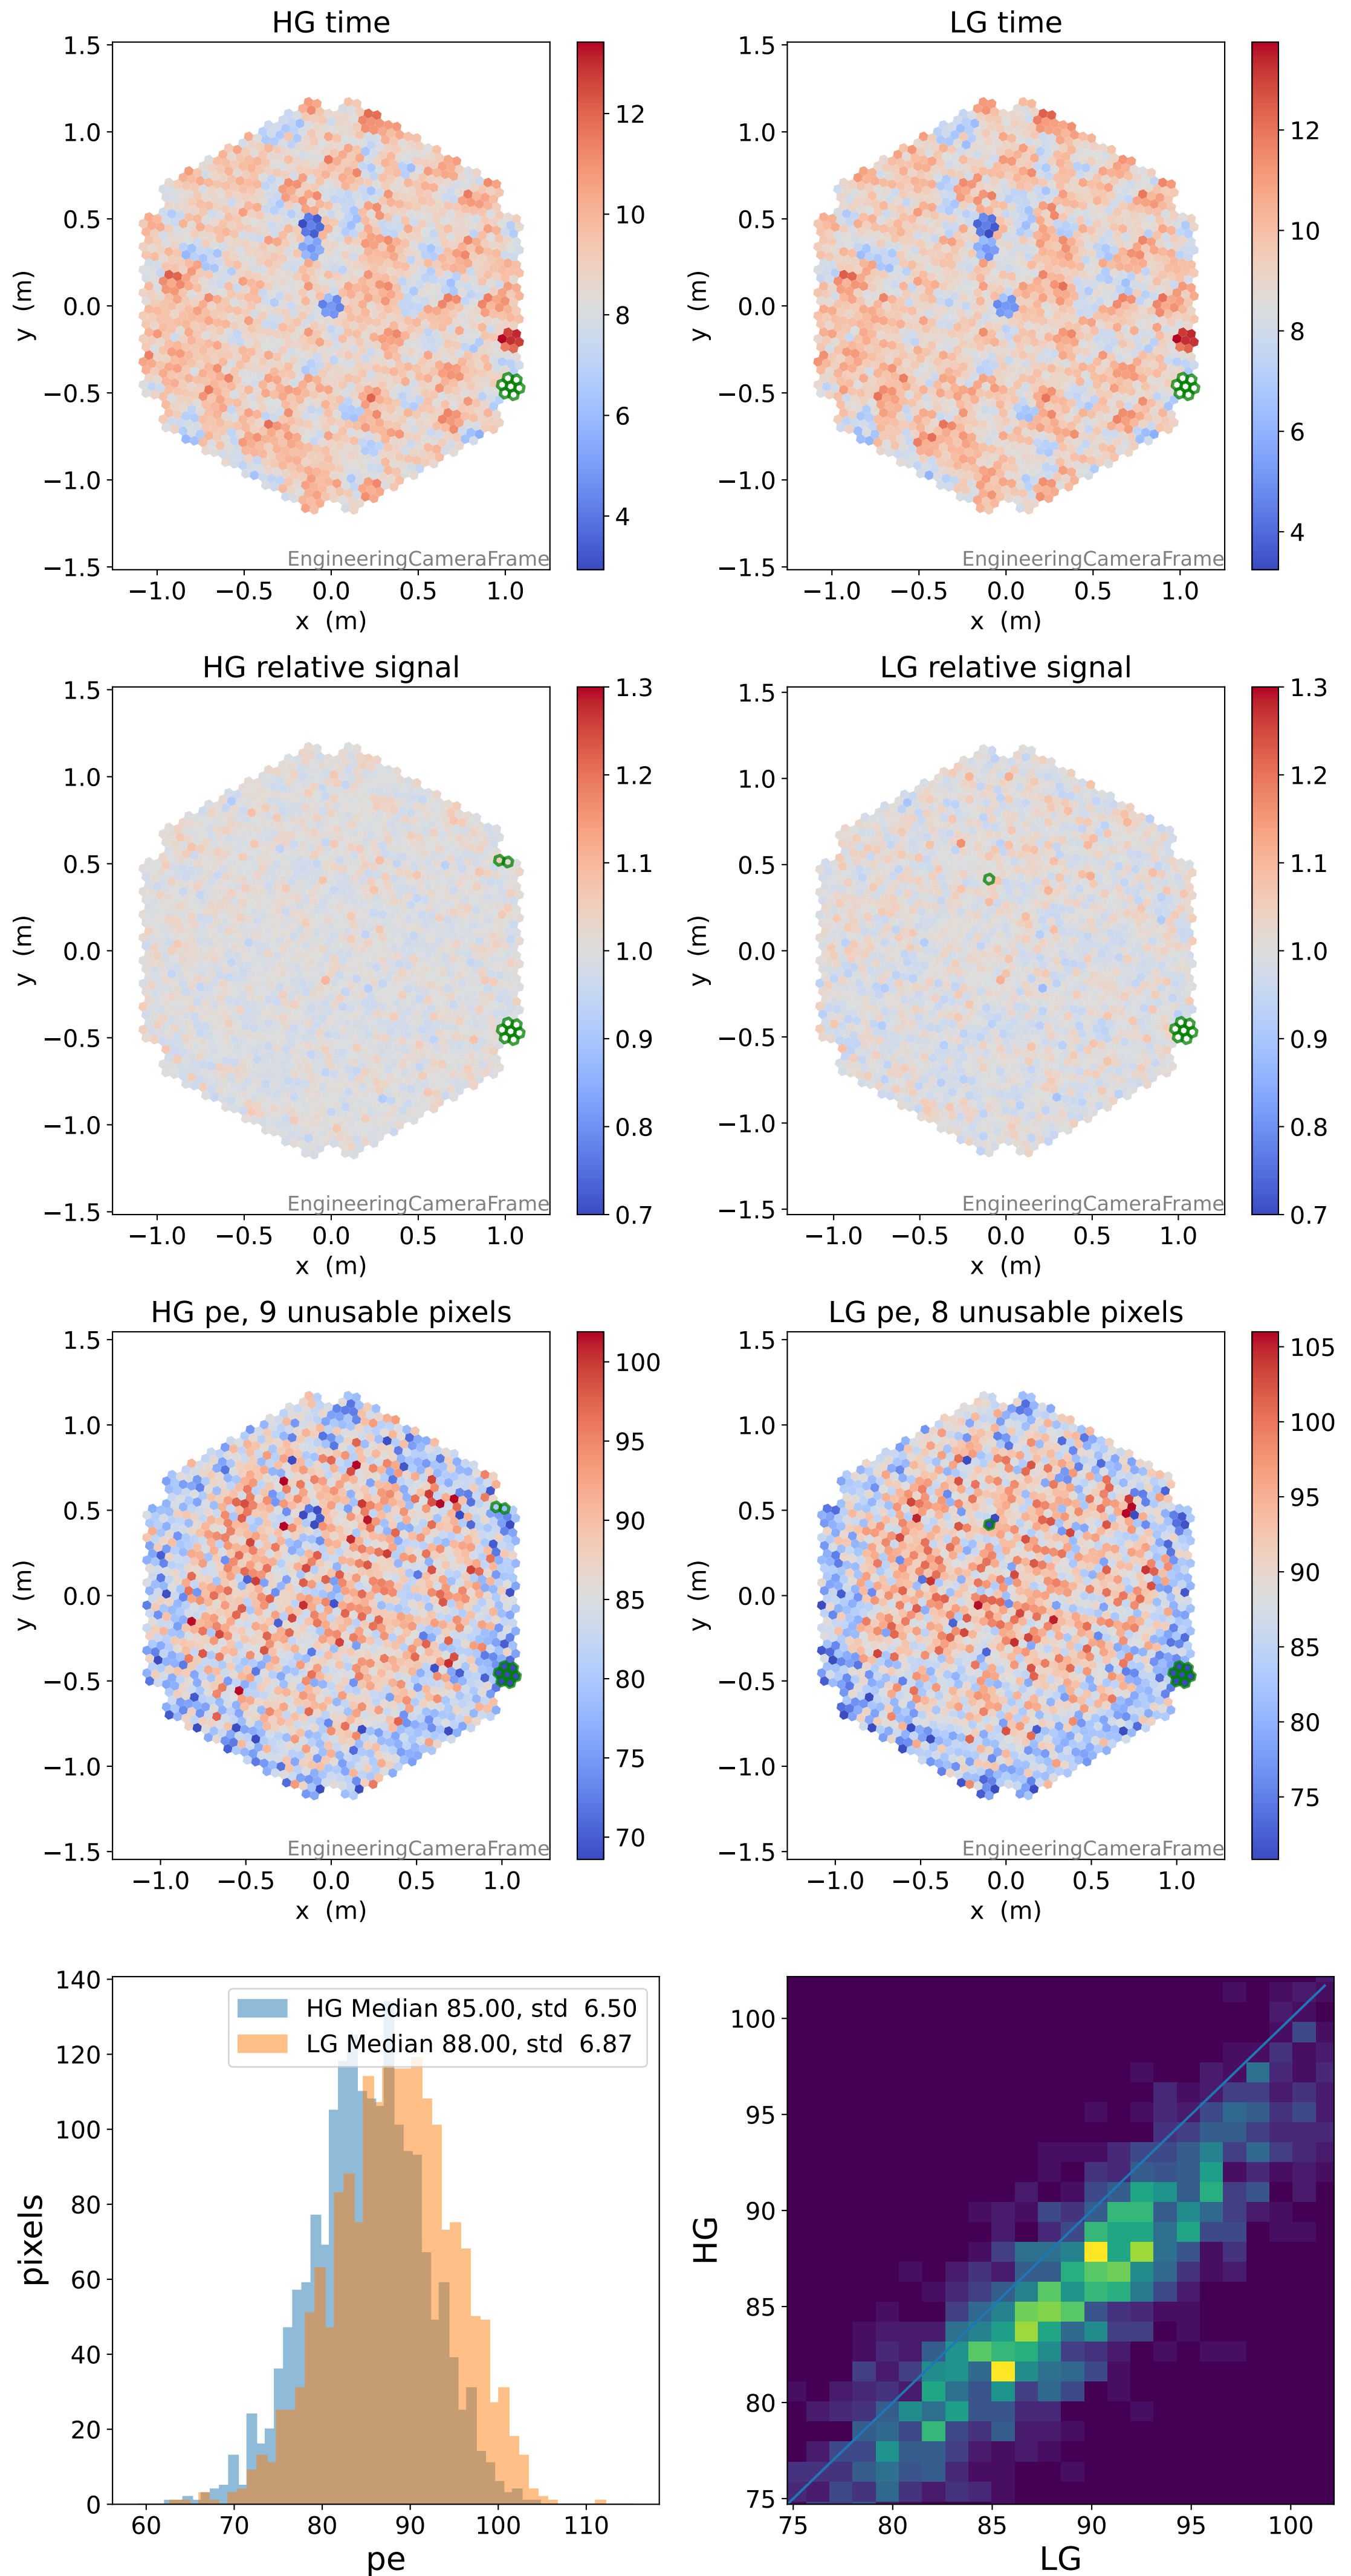 HG time
LG time
1.5
1.0
0.5
0.0
−0.5
−1.0
−1.5
y (m)
EngineeringCameraFrame
−1.0 −0.5 0.0 0.5 1.0
x (m)
12
10
8
6
4
1.5
1.0
0.5
0.0
−0.5
−1.0
−1.5
y (m)
EngineeringCameraFrame
−1.0 −0.5 0.0 0.5 1.0
x (m)
12
10
8
6
4
HG relative signal
LG relative signal
1.5
1.0
0.5
0.0
−0.5
−1.0
−1.5
y (m)
EngineeringCameraFrame
−1.0 −0.5 0.0 0.5 1.0
x (m)
1.3
1.2
1.1
1.0
0.9
0.8
0.7
1.5
1.0
0.5
0.0
−0.5
−1.0
−1.5
y (m)
EngineeringCameraFrame
−1.0 −0.5 0.0 0.5 1.0
x (m)
1.3
1.2
1.1
1.0
0.9
0.8
0.7
HG pe, 9 unusable pixels
LG pe, 8 unusable pixels
1.5
1.0
0.5
0.0
−0.5
−1.0
−1.5
y (m)
EngineeringCameraFrame
−1.0 −0.5 0.0 0.5 1.0
x (m)
100
95
90
85
80
75
70
1.5
1.0
0.5
0.0
−0.5
−1.0
−1.5
y (m)
EngineeringCameraFrame
−1.0 −0.5 0.0 0.5 1.0
x (m)
105
100
95
90
85
80
75
140
120
100
80
60
40
20
0
pixels
HG Median 85.00, std 6.50
LG Median 88.00, std 6.87
60 70 80 90 100 110
pe
100
95
90
85
80
75
HG
75 80 85 90 95 100
LG